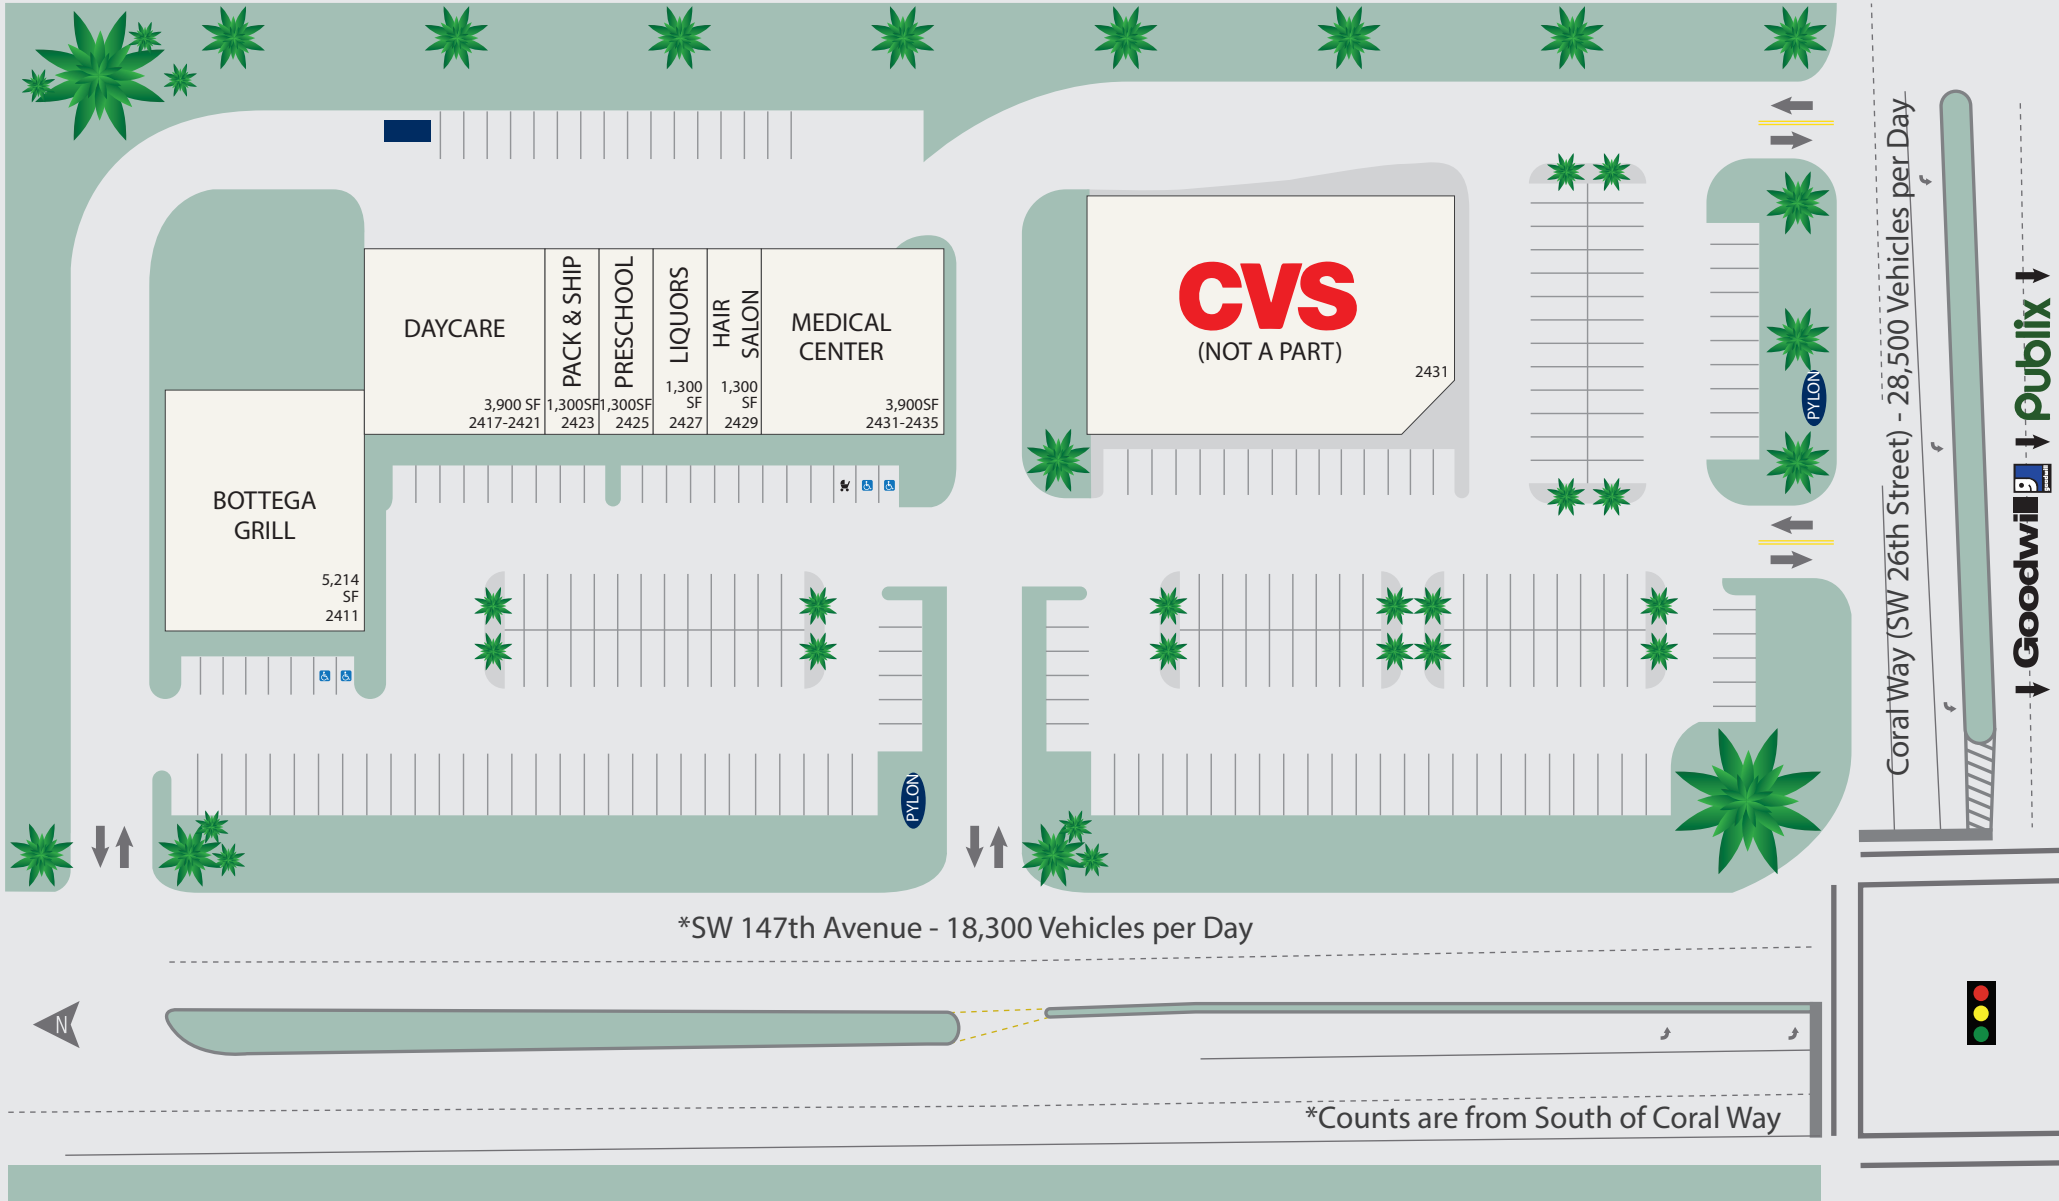 DAYCARE
3,900 SF
2417-2421
PACK & SHIP
1,300SF
2423
PRESCHOOL
1,300SF
2425
LIQUORS
1,300
SF
2427
HAIR
SALON
1,300
SF
2429
MEDICAL
CENTER
3,900SF
2431-2435
CVS
(NOT A PART)
2431
BOTTEGA
GRILL
5,214
SF
2411
PYLON
PYLON
Coral Way (SW 26th Street) - 28,500 Vehicles per Day
Publix
goodwill
Goodwill
*SW 147th Avenue - 18,300 Vehicles per Day
N
*Counts are from South of Coral Way